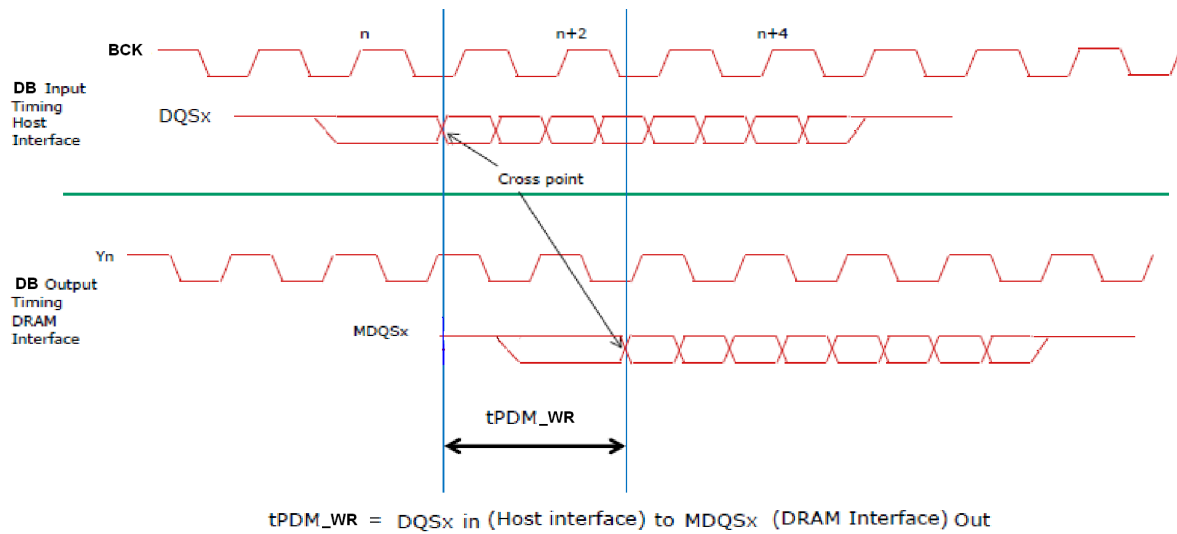 n
n+2
n+4
BCK
DB Input
Timing
Host
Interface
DQSx
Cross point
Yn
DB Output
Timing
DRAM
Interface
MDQSx
tPDM_WR
tPDM_WR = DQSx in (Host interface) to MDQSx (DRAM Interface) Out